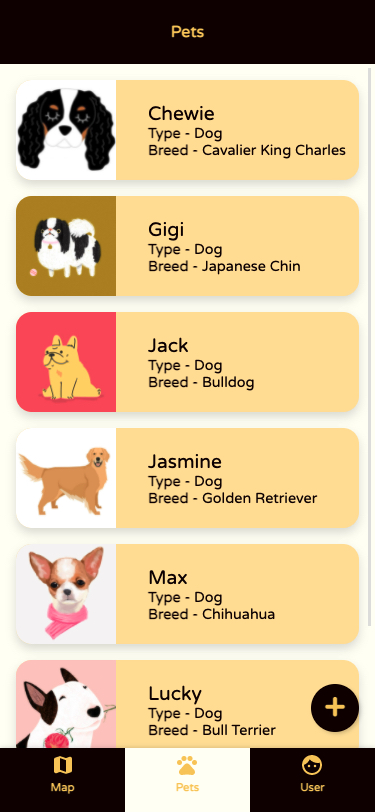 Pets
Chewie
Type - Dog
Breed - Cavalier King Charles
Gigi
Type - Dog
Breed - Japanese Chin
Jack
Type - Dog
Breed - Bulldog
Jasmine
Type - Dog
Breed - Golden Retriever
Max
Type - Dog
Breed - Chihuahua
Lucky
Type - Dog
Breed - Bull Terrier
Map
Pets
User